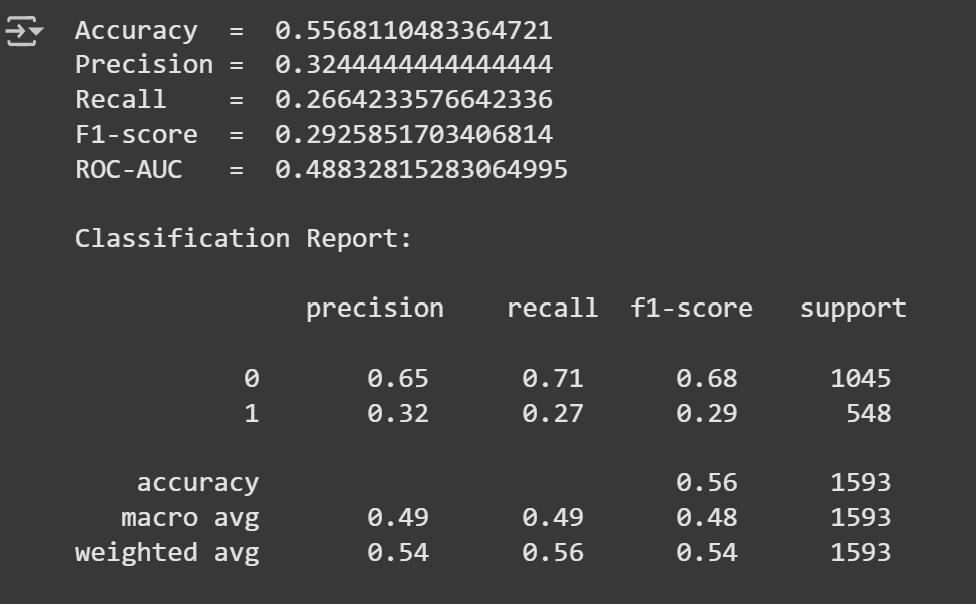 Accuracy  =  0.5568110483364721
Precision =  0.3244444444444444
Recall    =  0.2664233576642336
F1-score  =  0.2925851703406814
ROC-AUC   =  0.48832815283064995
Classification Report:
precision recall f1-score support
0 0.65 0.71 0.68 1045
1 0.32 0.27 0.29 548
accuracy 0.56 1593
macro avg 0.49 0.49 0.48 1593
weighted avg 0.54 0.56 0.54 1593